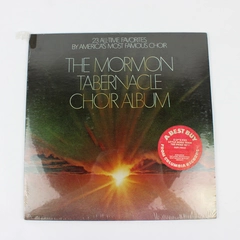 23 ALL-TIME FAVORITES
BY AMERICA'S MOST FAMOUS CHOIR
THE MORMON
TABERNACLE
CHOIR ALBUM
A BEST BUY